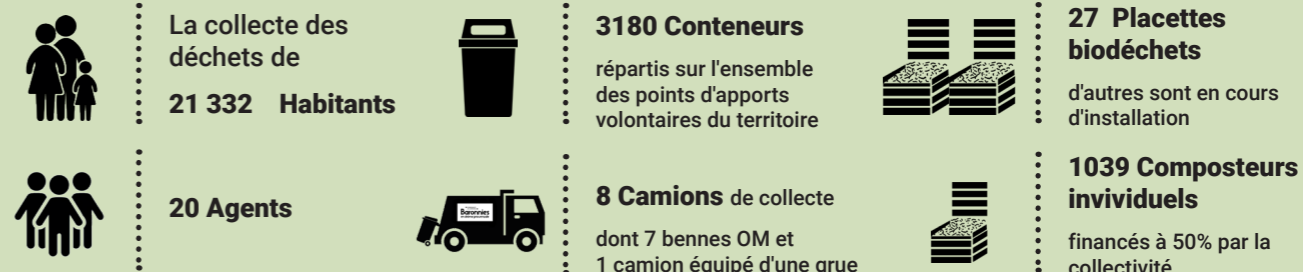 La collecte des
déchets de
21 332 Habitants
3180 Conteneurs
répartis sur l'ensemble
des points d'apports
volontaires du territoire
27 Placettes
biodéchets
d'autres sont en cours
d'installation
20 Agents
Baronnies
8 Camions de collecte
dont 7 bennes OM et
1 camion équipé d'une grue
1039 Composteurs
invividuels
financés à 50% par la
collectivité